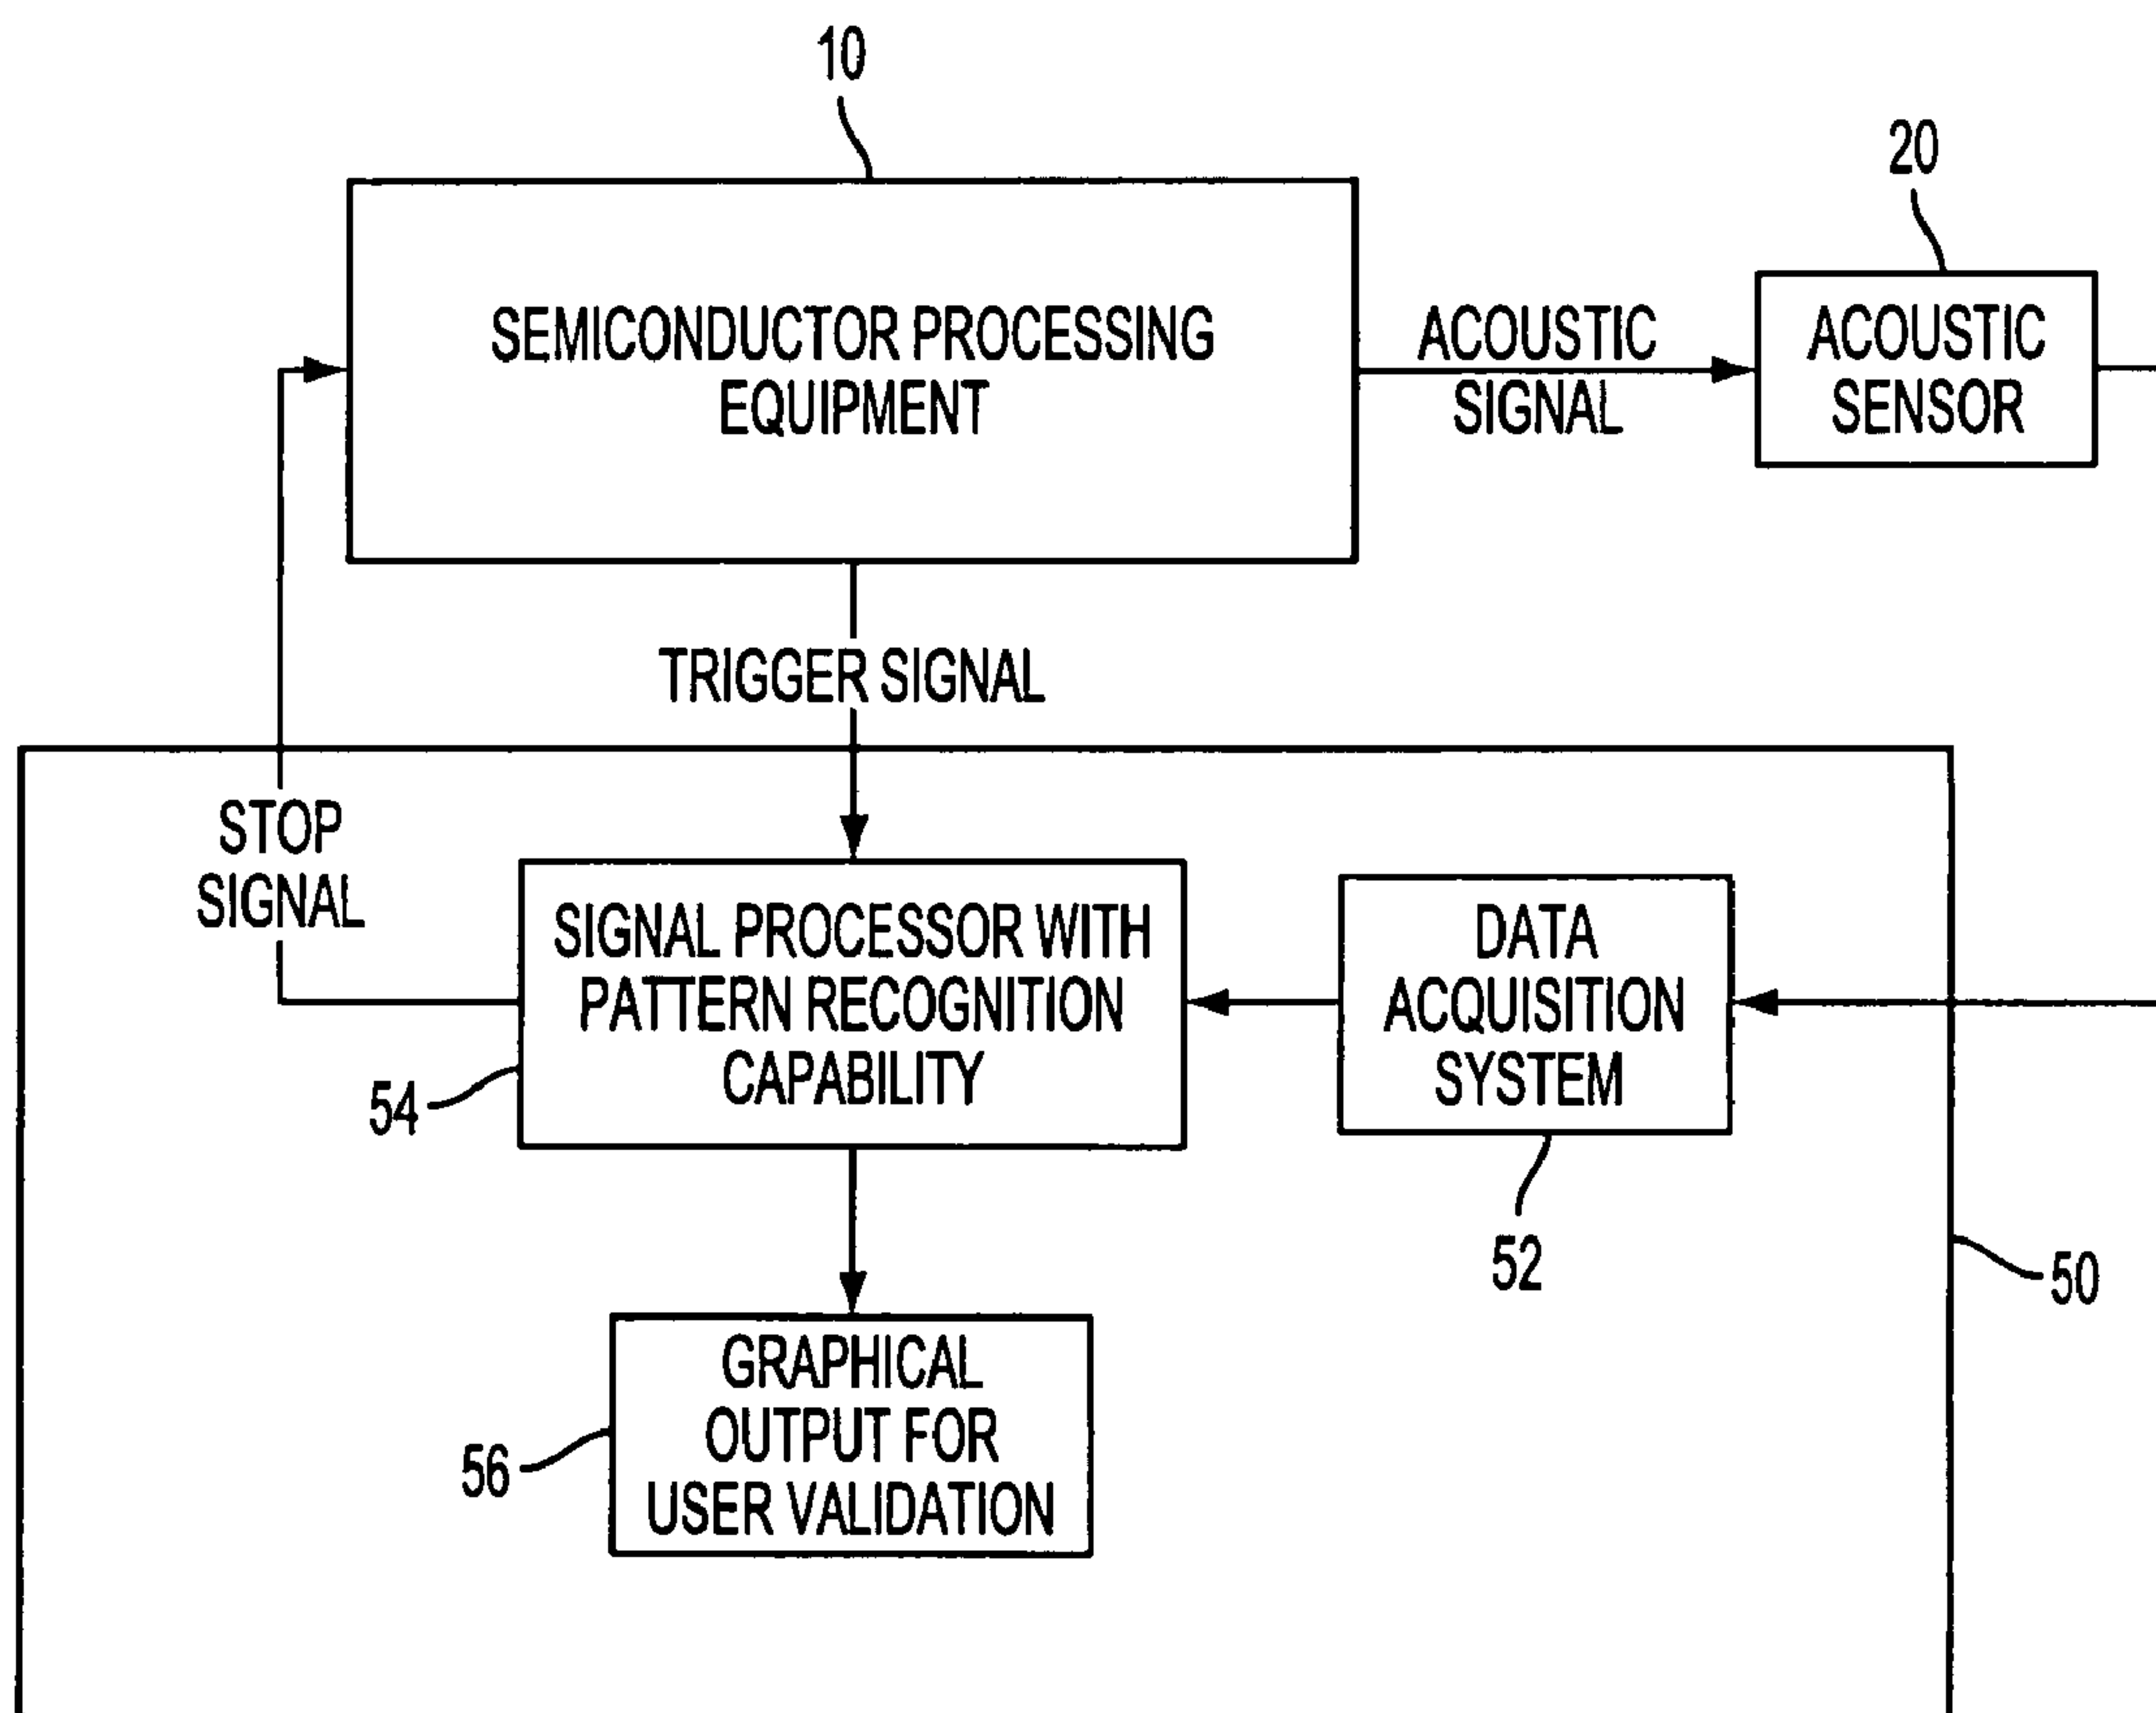 10
20
SEMICONDUCTOR PROCESSING
EQUIPMENT
ACOUSTIC
SIGNAL
ACOUSTIC
SENSOR
TRIGGER SIGNAL
STOP
SIGNAL
SIGNAL PROCESSOR WITH
PATTERN RECOGNITION
CAPABILITY
DATA
ACQUISITION
SYSTEM
54
52
50
GRAPHICAL
OUTPUT FOR
USER VALIDATION
56